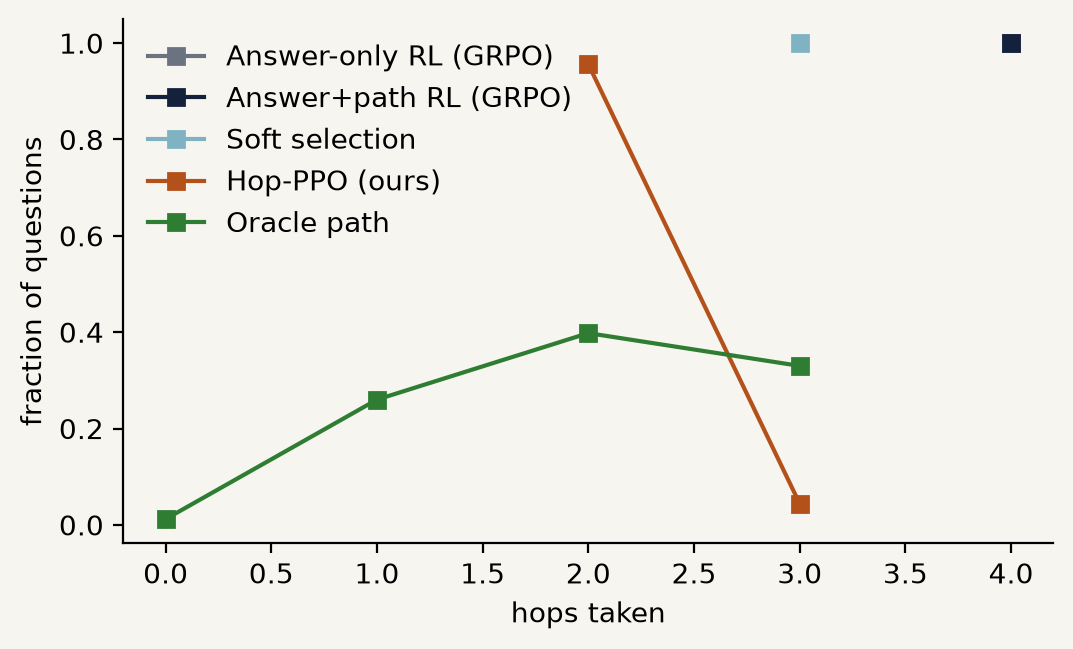 Answer-only RL (GRPO)
Answer+path RL (GRPO)
Soft selection
Hop-PPO (ours)
Oracle path
fraction of questions
1.0
0.8
0.6
0.4
0.2
0.0
0.0 0.5 1.0 1.5 2.0 2.5 3.0 3.5 4.0
hops taken